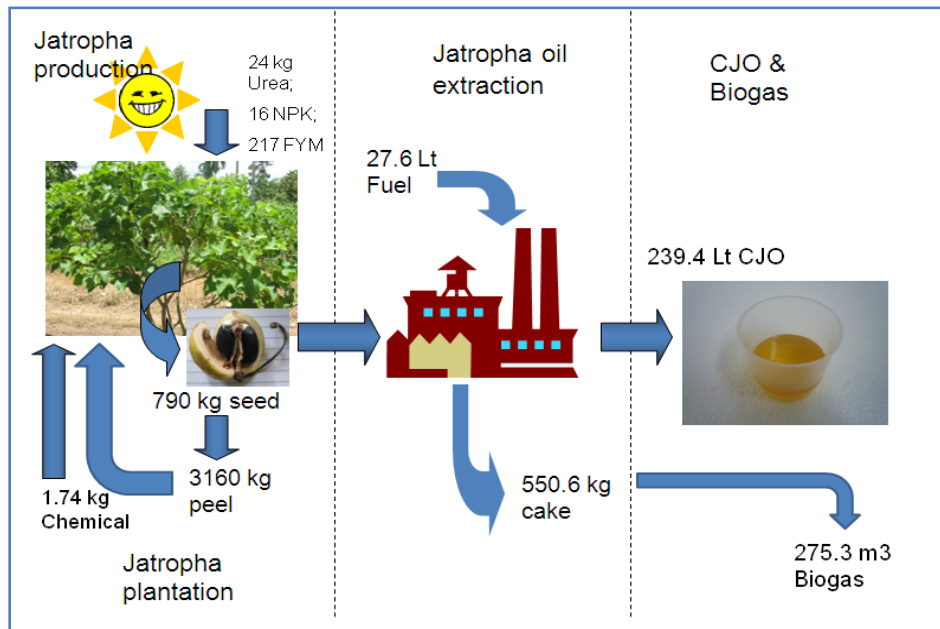 Jatropha
production
24 kg
Urea;
16 NPK;
217 FYM
790 kg seed
3160 kg
peel
1.74 kg
Chemical
Jatropha
plantation
Jatropha oil
extraction
27.6 Lt
Fuel
550.6 kg
cake
CJO &
Biogas
239.4 Lt CJO
275.3 m3
Biogas